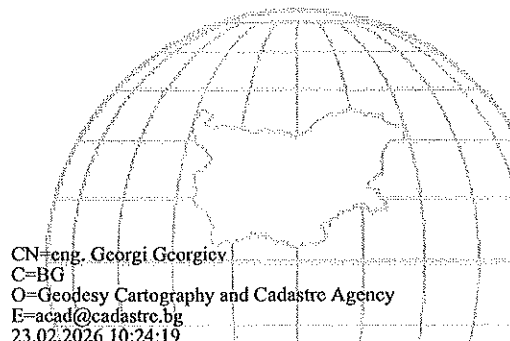 CN=eng. Georgi Georgiev
C=BG
O=Geodesy Cartography and Cadastre Agency
E=acad@cadastre.bg
23.02.2026 10:24:19